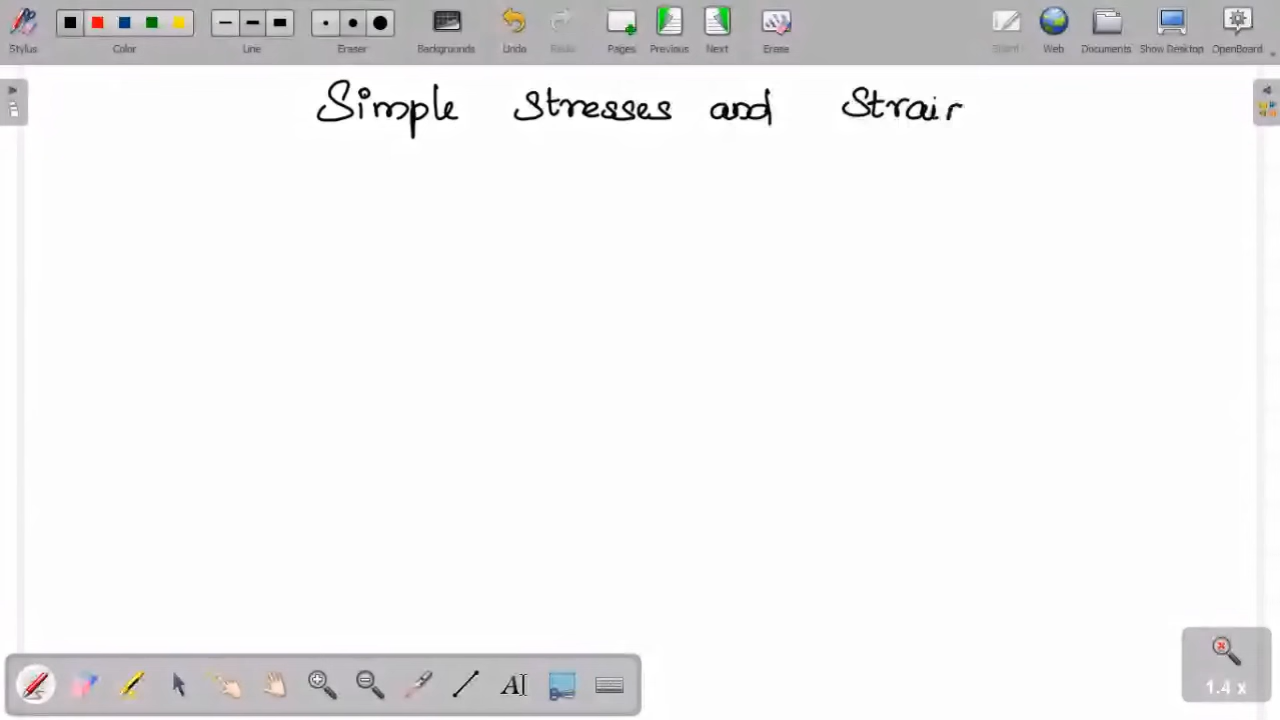 Stylus Color Line Eraser Backgrounds Undo Redo Pages Previous Next Erase Board Web Documents Show Desktop OpenBoard
Simple Stresses and Strair
AI 1.4 x